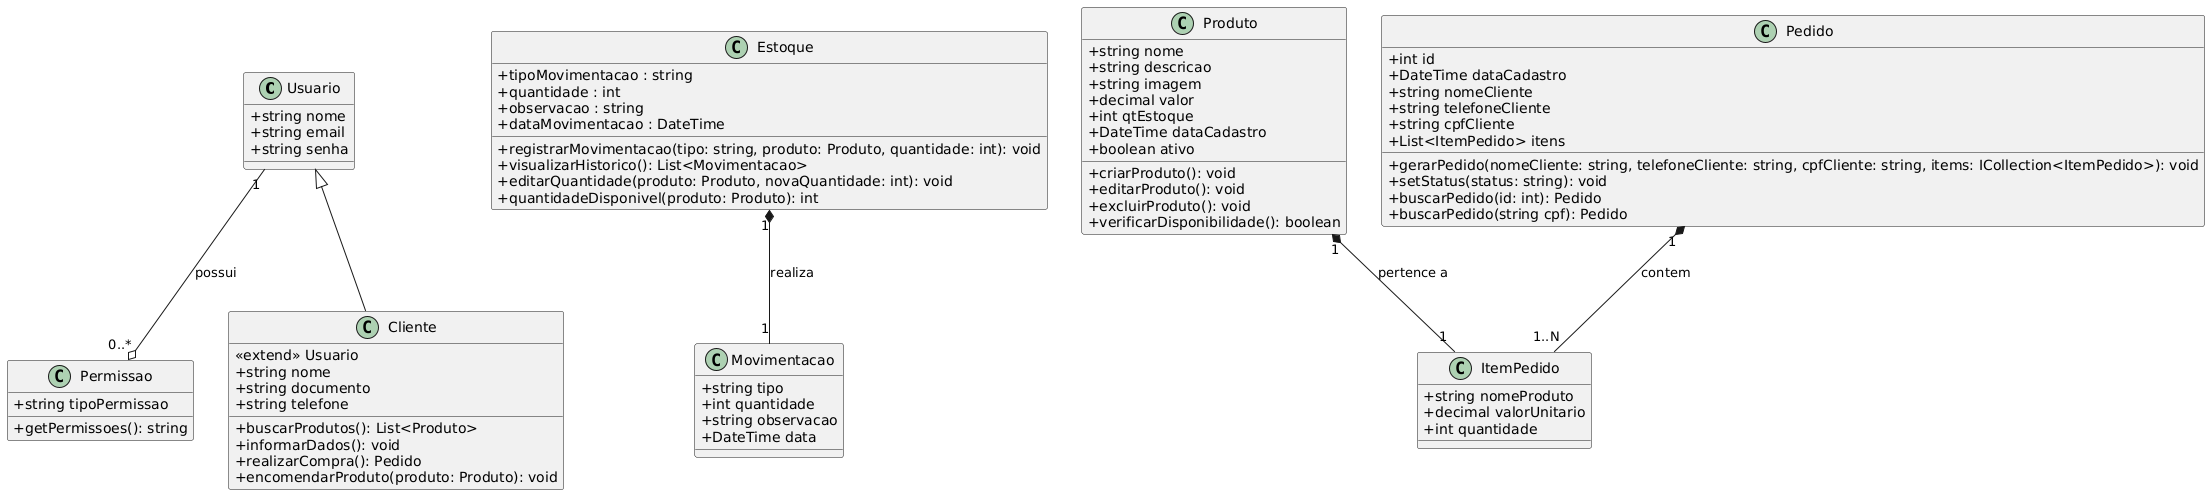 C Usuario
+string nome
+string email
+string senha
C Estoque
+tipoMovimentacao : string
+quantidade : int
+observacao : string
+dataMovimentacao : DateTime
+registrarMovimentacao(tipo: string, produto: Produto, quantidade: int): void
+visualizarHistorico(): List<Movimentacao>
+editarQuantidade(produto: Produto, novaQuantidade: int): void
+quantidadeDisponivel(produto: Produto): int
C Produto
+string nome
+string descricao
+string imagem
+decimal valor
+int qtEstoque
+DateTime dataCadastro
+boolean ativo
+criarProduto(): void
+editarProduto(): void
+excluirProduto(): void
+verificarDisponibilidade(): boolean
C Pedido
+int id
+DateTime dataCadastro
+string nomeCliente
+string telefoneCliente
+string cpfCliente
+List<ItemPedido> itens
+gerarPedido(nomeCliente: string, telefoneCliente: string, cpfCliente: string, items: ICollection<ItemPedido>): void
+setStatus(status: string): void
+buscarPedido(id: int): Pedido
+buscarPedido(string cpf): Pedido
1
possui
0..*
1
realiza
1
1
pertence a
1
1
contem
1..N
C Permissao
+string tipoPermissao
+getPermissoes(): string
C Cliente
«extend» Usuario
+string nome
+string documento
+string telefone
+buscarProdutos(): List<Produto>
+informarDados(): void
+realizarCompra(): Pedido
+encomendarProduto(produto: Produto): void
C Movimentacao
+string tipo
+int quantidade
+string observacao
+DateTime data
C ItemPedido
+string nomeProduto
+decimal valorUnitario
+int quantidade